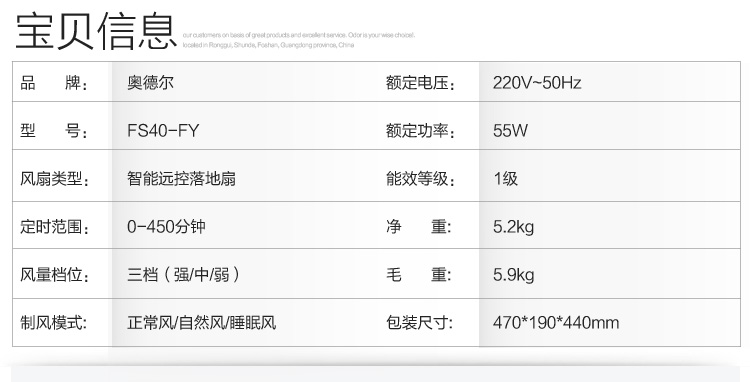 宝贝信息
our customers on basis of great products and excellent service. Odor is your wise choice!,
located in Ronggu, Shunde, Foshan, Guangdong province, China
品 牌: 奥德尔 额定电压: 220V~50Hz
型 号: FS40-FY 额定功率: 55W
风扇类型: 智能远控落地扇 能效等级: 1级
定时范围: 0-450分钟 净 重: 5.2kg
风量档位: 三档（强/中/弱） 毛 重: 5.9kg
制风模式: 正常风/自然风/睡眠风 包装尺寸: 470*190*440mm